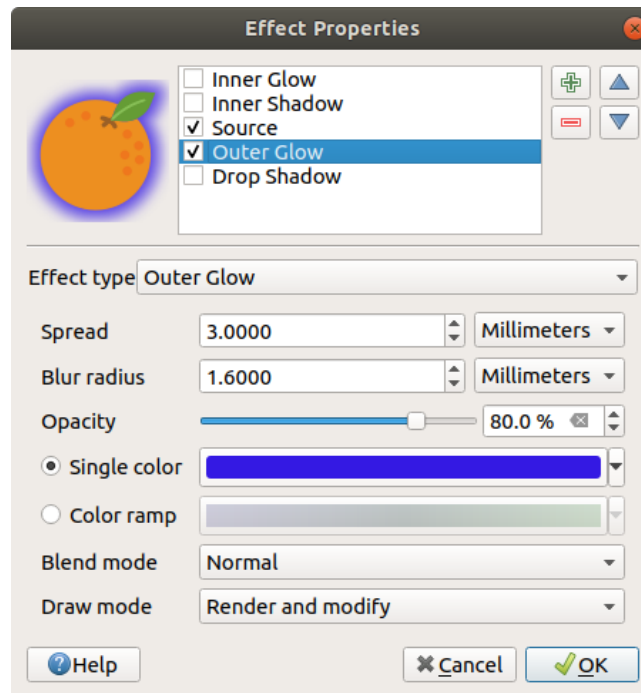 Effect Properties
Inner Glow
Inner Shadow
Source
Outer Glow
Drop Shadow
Effect type Outer Glow
Spread 3.0000 Millimeters
Blur radius 1.6000 Millimeters
Opacity 80.0 %
Single color
Color ramp
Blend mode Normal
Draw mode Render and modify
Help Cancel OK